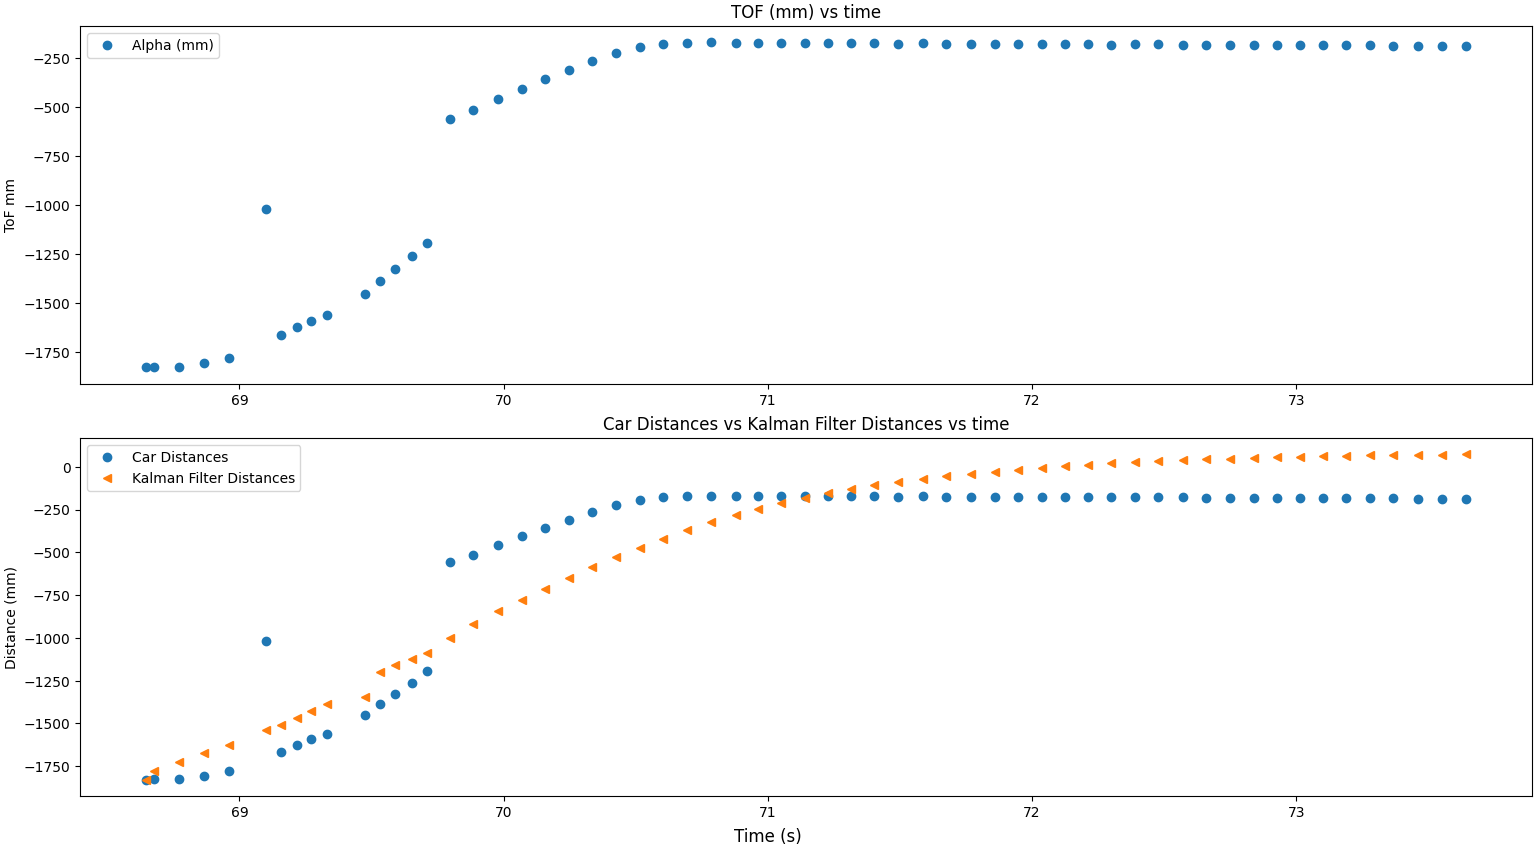 TOF (mm) vs time
Alpha (mm)
ToF mm
−250
−500
−750
−1000
−1250
−1500
−1750
69 70 71 72 73
Car Distances vs Kalman Filter Distances vs time
Car Distances
Kalman Filter Distances
Distance (mm)
0
−250
−500
−750
−1000
−1250
−1500
−1750
69 70 71 72 73
Time (s)